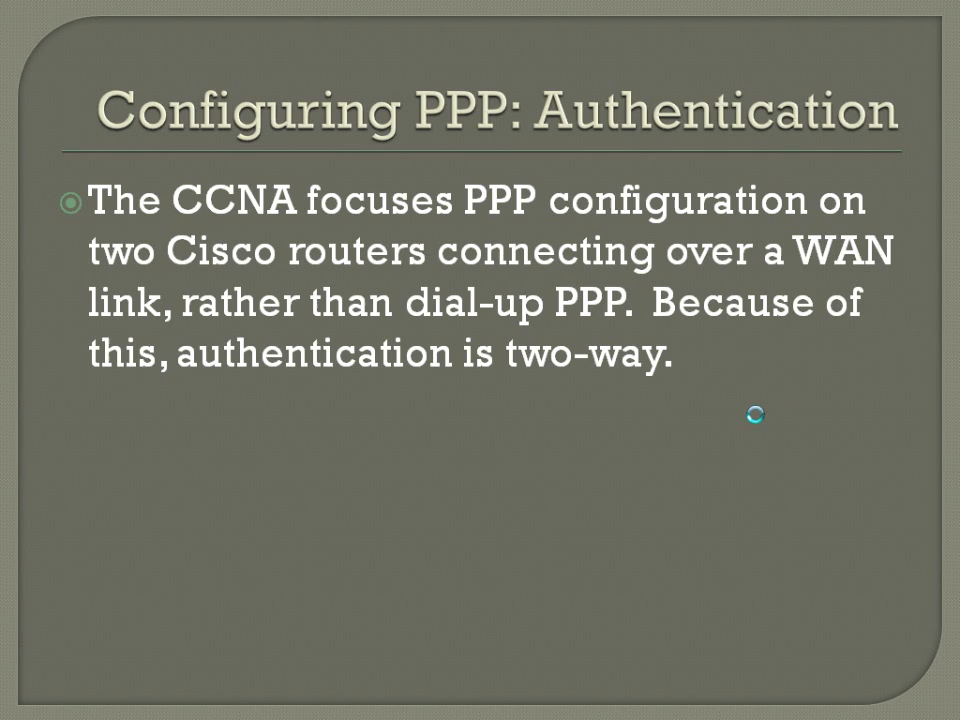 Configuring PPP: Authentication
The CCNA focuses PPP configuration on
two Cisco routers connecting over a WAN
link, rather than dial-up PPP.  Because of
this, authentication is two-way.